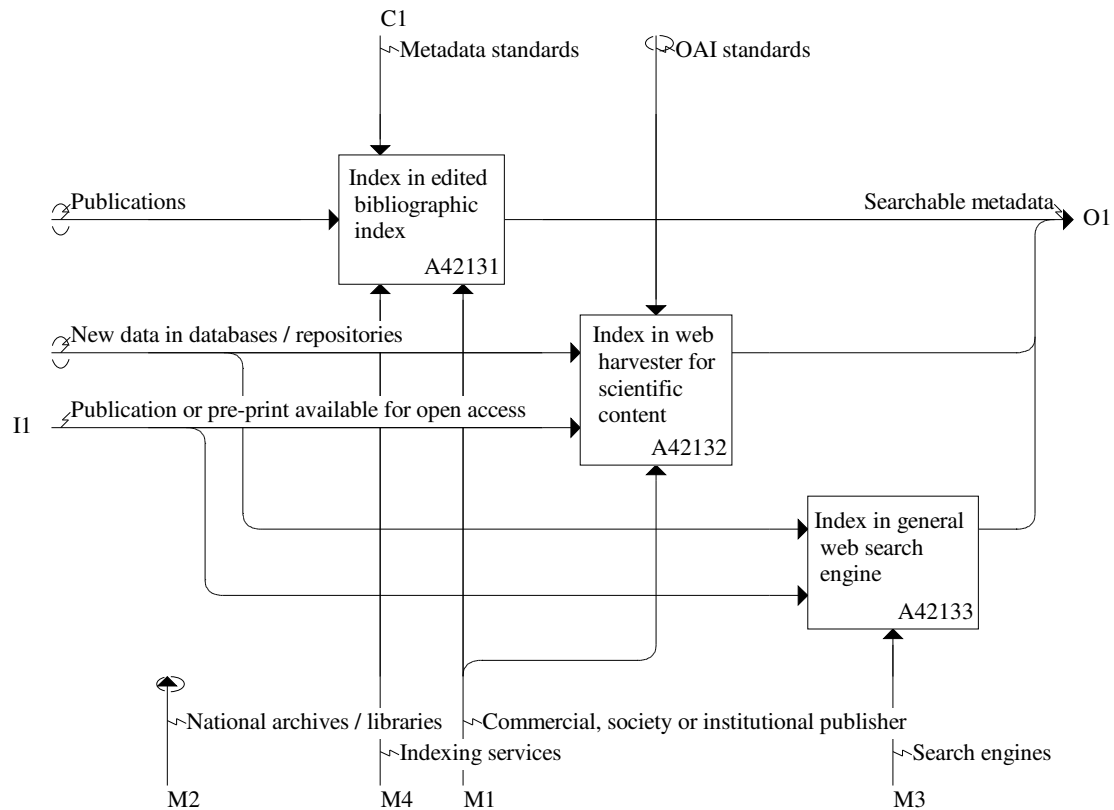 C1
Metadata standards
OAI standards
Index in edited
bibliographic
index
A42131
Publications
Searchable metadata
O1
New data in databases / repositories
Index in web
harvester for
scientific
content
A42132
I1
Publication or pre-print available for open access
Index in general
web search
engine
A42133
National archives / libraries
Commercial, society or institutional publisher
Indexing services
Search engines
M2
M4
M1
M3